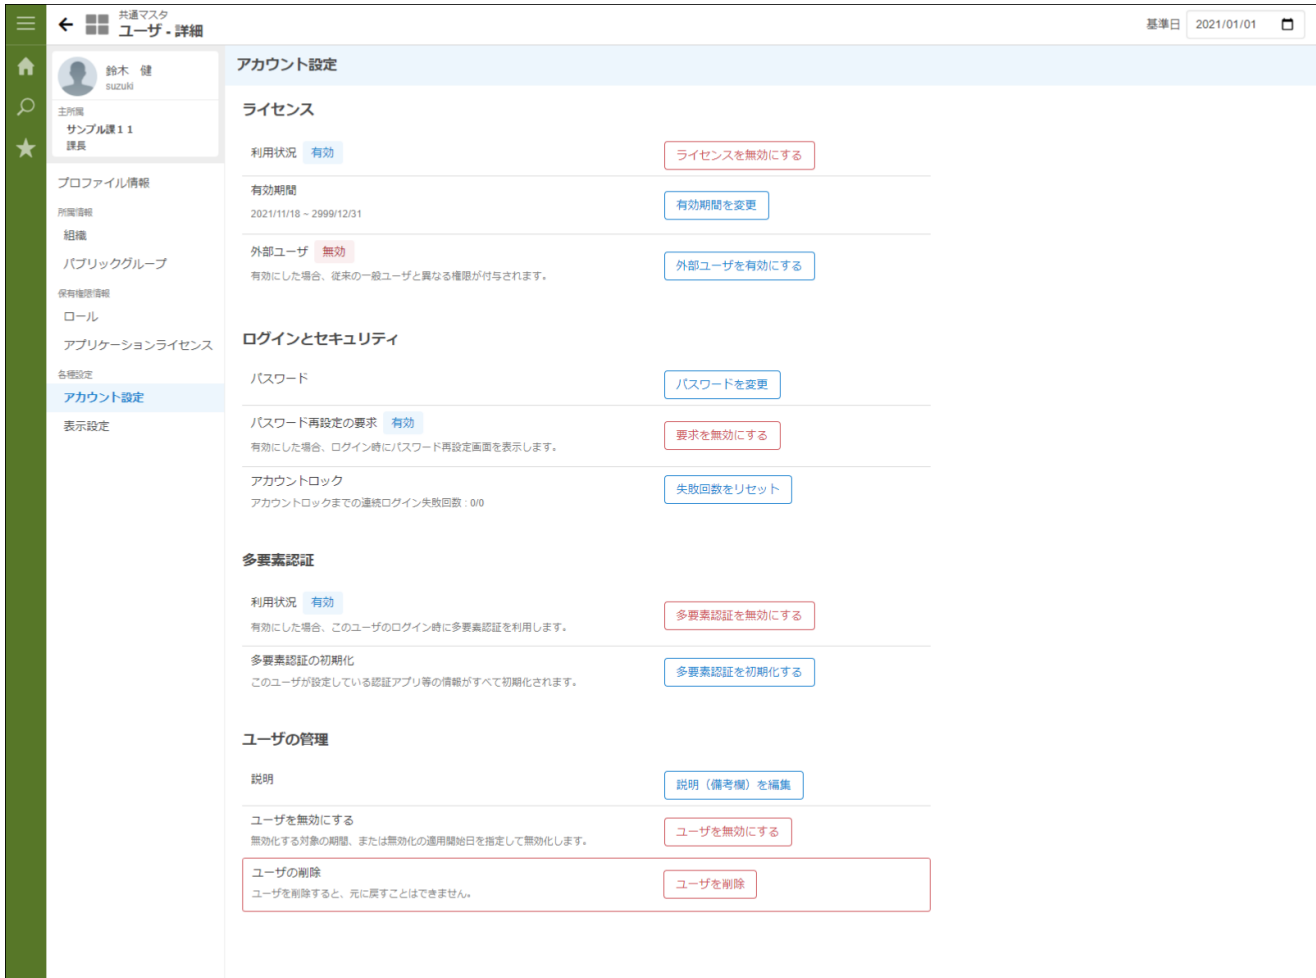 共通マスタ
ユーザ - 詳細
基準日 2021/01/01
鈴木　健
suzuki
主所属
サンプル課１１
課長
プロファイル情報
所属情報
組織
パブリックグループ
保有権限情報
ロール
アプリケーションライセンス
各種設定
アカウント設定
表示設定
アカウント設定
ライセンス
利用状況 有効 ライセンスを無効にする
有効期間 有効期間を変更
2021/11/18 ~ 2999/12/31
外部ユーザ 無効 外部ユーザを有効にする
有効にした場合、従来の一般ユーザと異なる権限が付与されます。
ログインとセキュリティ
パスワード パスワードを変更
パスワード再設定の要求 有効 要求を無効にする
有効にした場合、ログイン時にパスワード再設定画面を表示します。
アカウントロック 失敗回数をリセット
アカウントロックまでの連続ログイン失敗回数 : 0/0
多要素認証
利用状況 有効 多要素認証を無効にする
有効にした場合、このユーザのログイン時に多要素認証を利用します。
多要素認証の初期化 多要素認証を初期化する
このユーザが設定している認証アプリ等の情報がすべて初期化されます。
ユーザの管理
説明 説明（備考欄）を編集
ユーザを無効にする ユーザを無効にする
無効化する対象の期間、または無効化の適用開始日を指定して無効化します。
ユーザの削除 ユーザを削除
ユーザを削除すると、元に戻すことはできません。